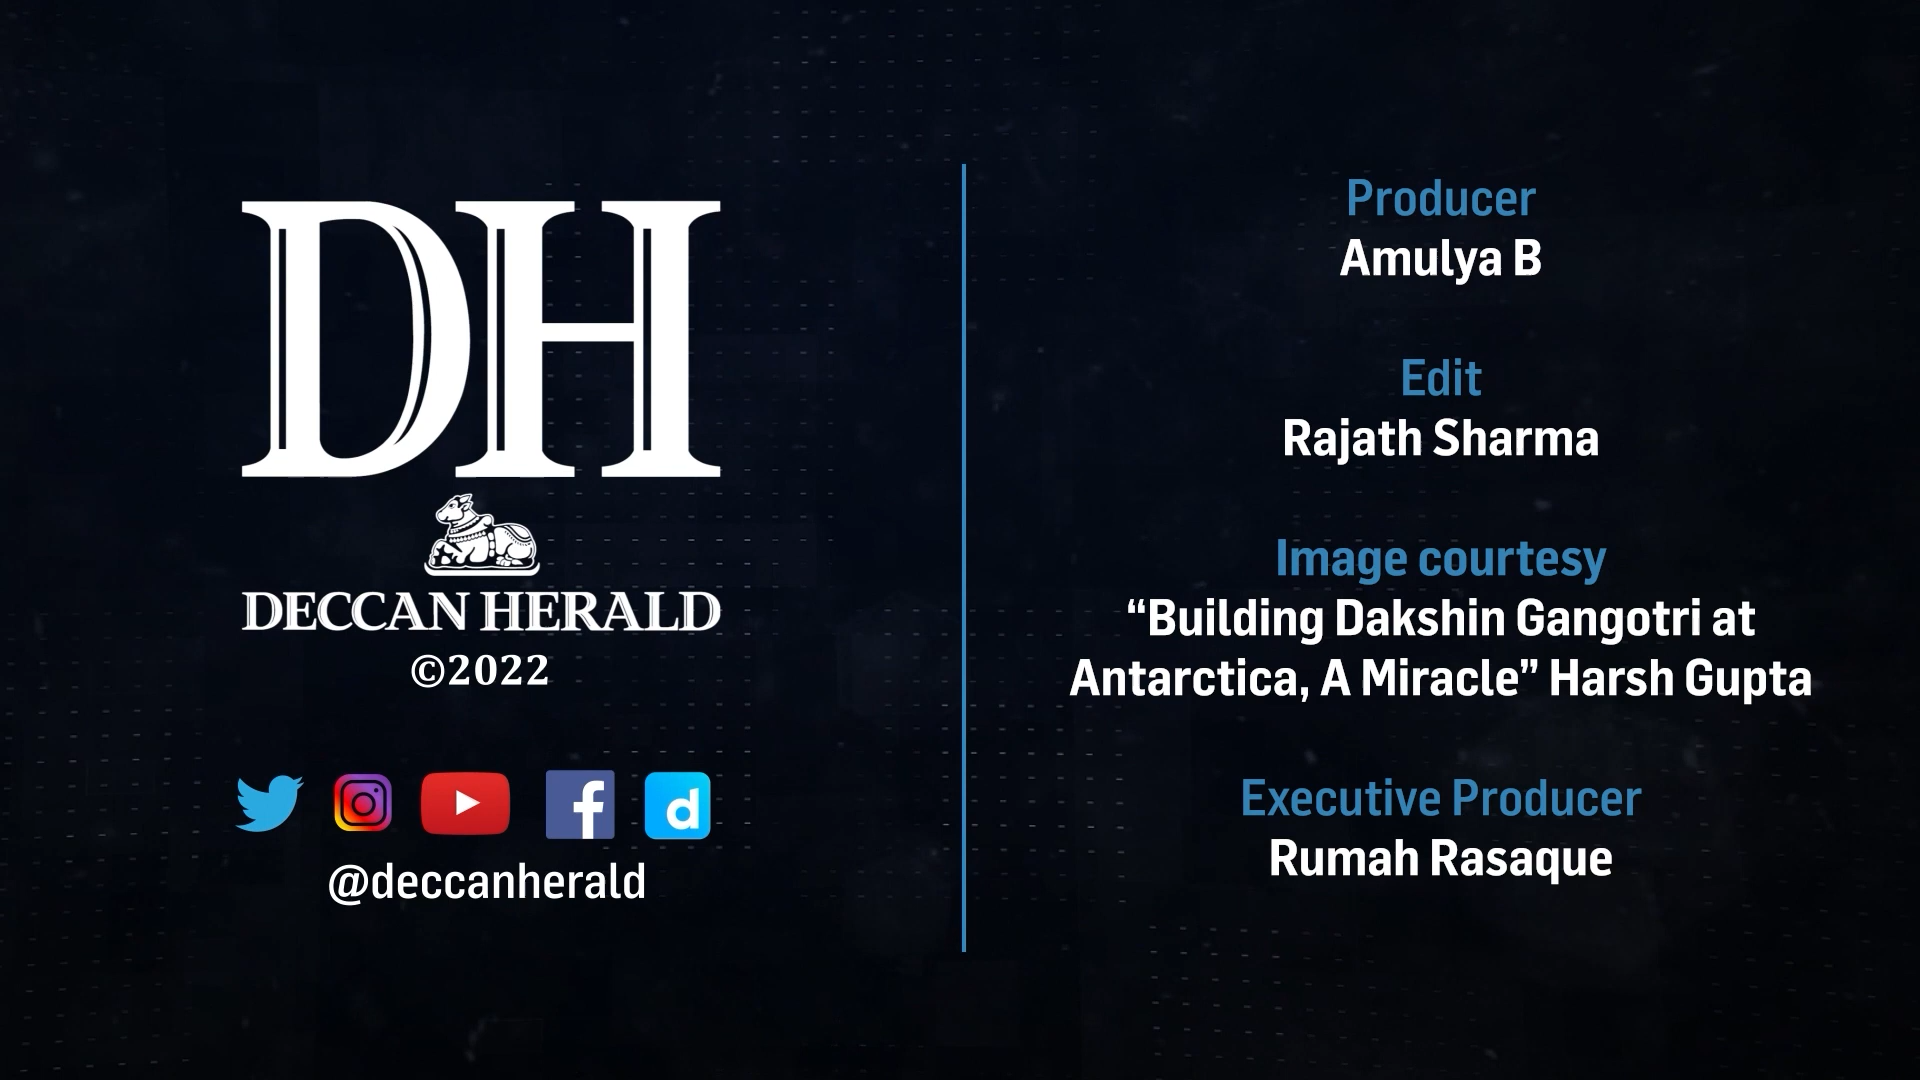 DH
DECCAN HERALD
©2022
@deccanherald
Producer
Amulya B
Edit
Rajath Sharma
Image courtesy
“Building Dakshin Gangotri at
Antarctica, A Miracle” Harsh Gupta
Executive Producer
Rumah Rasaque